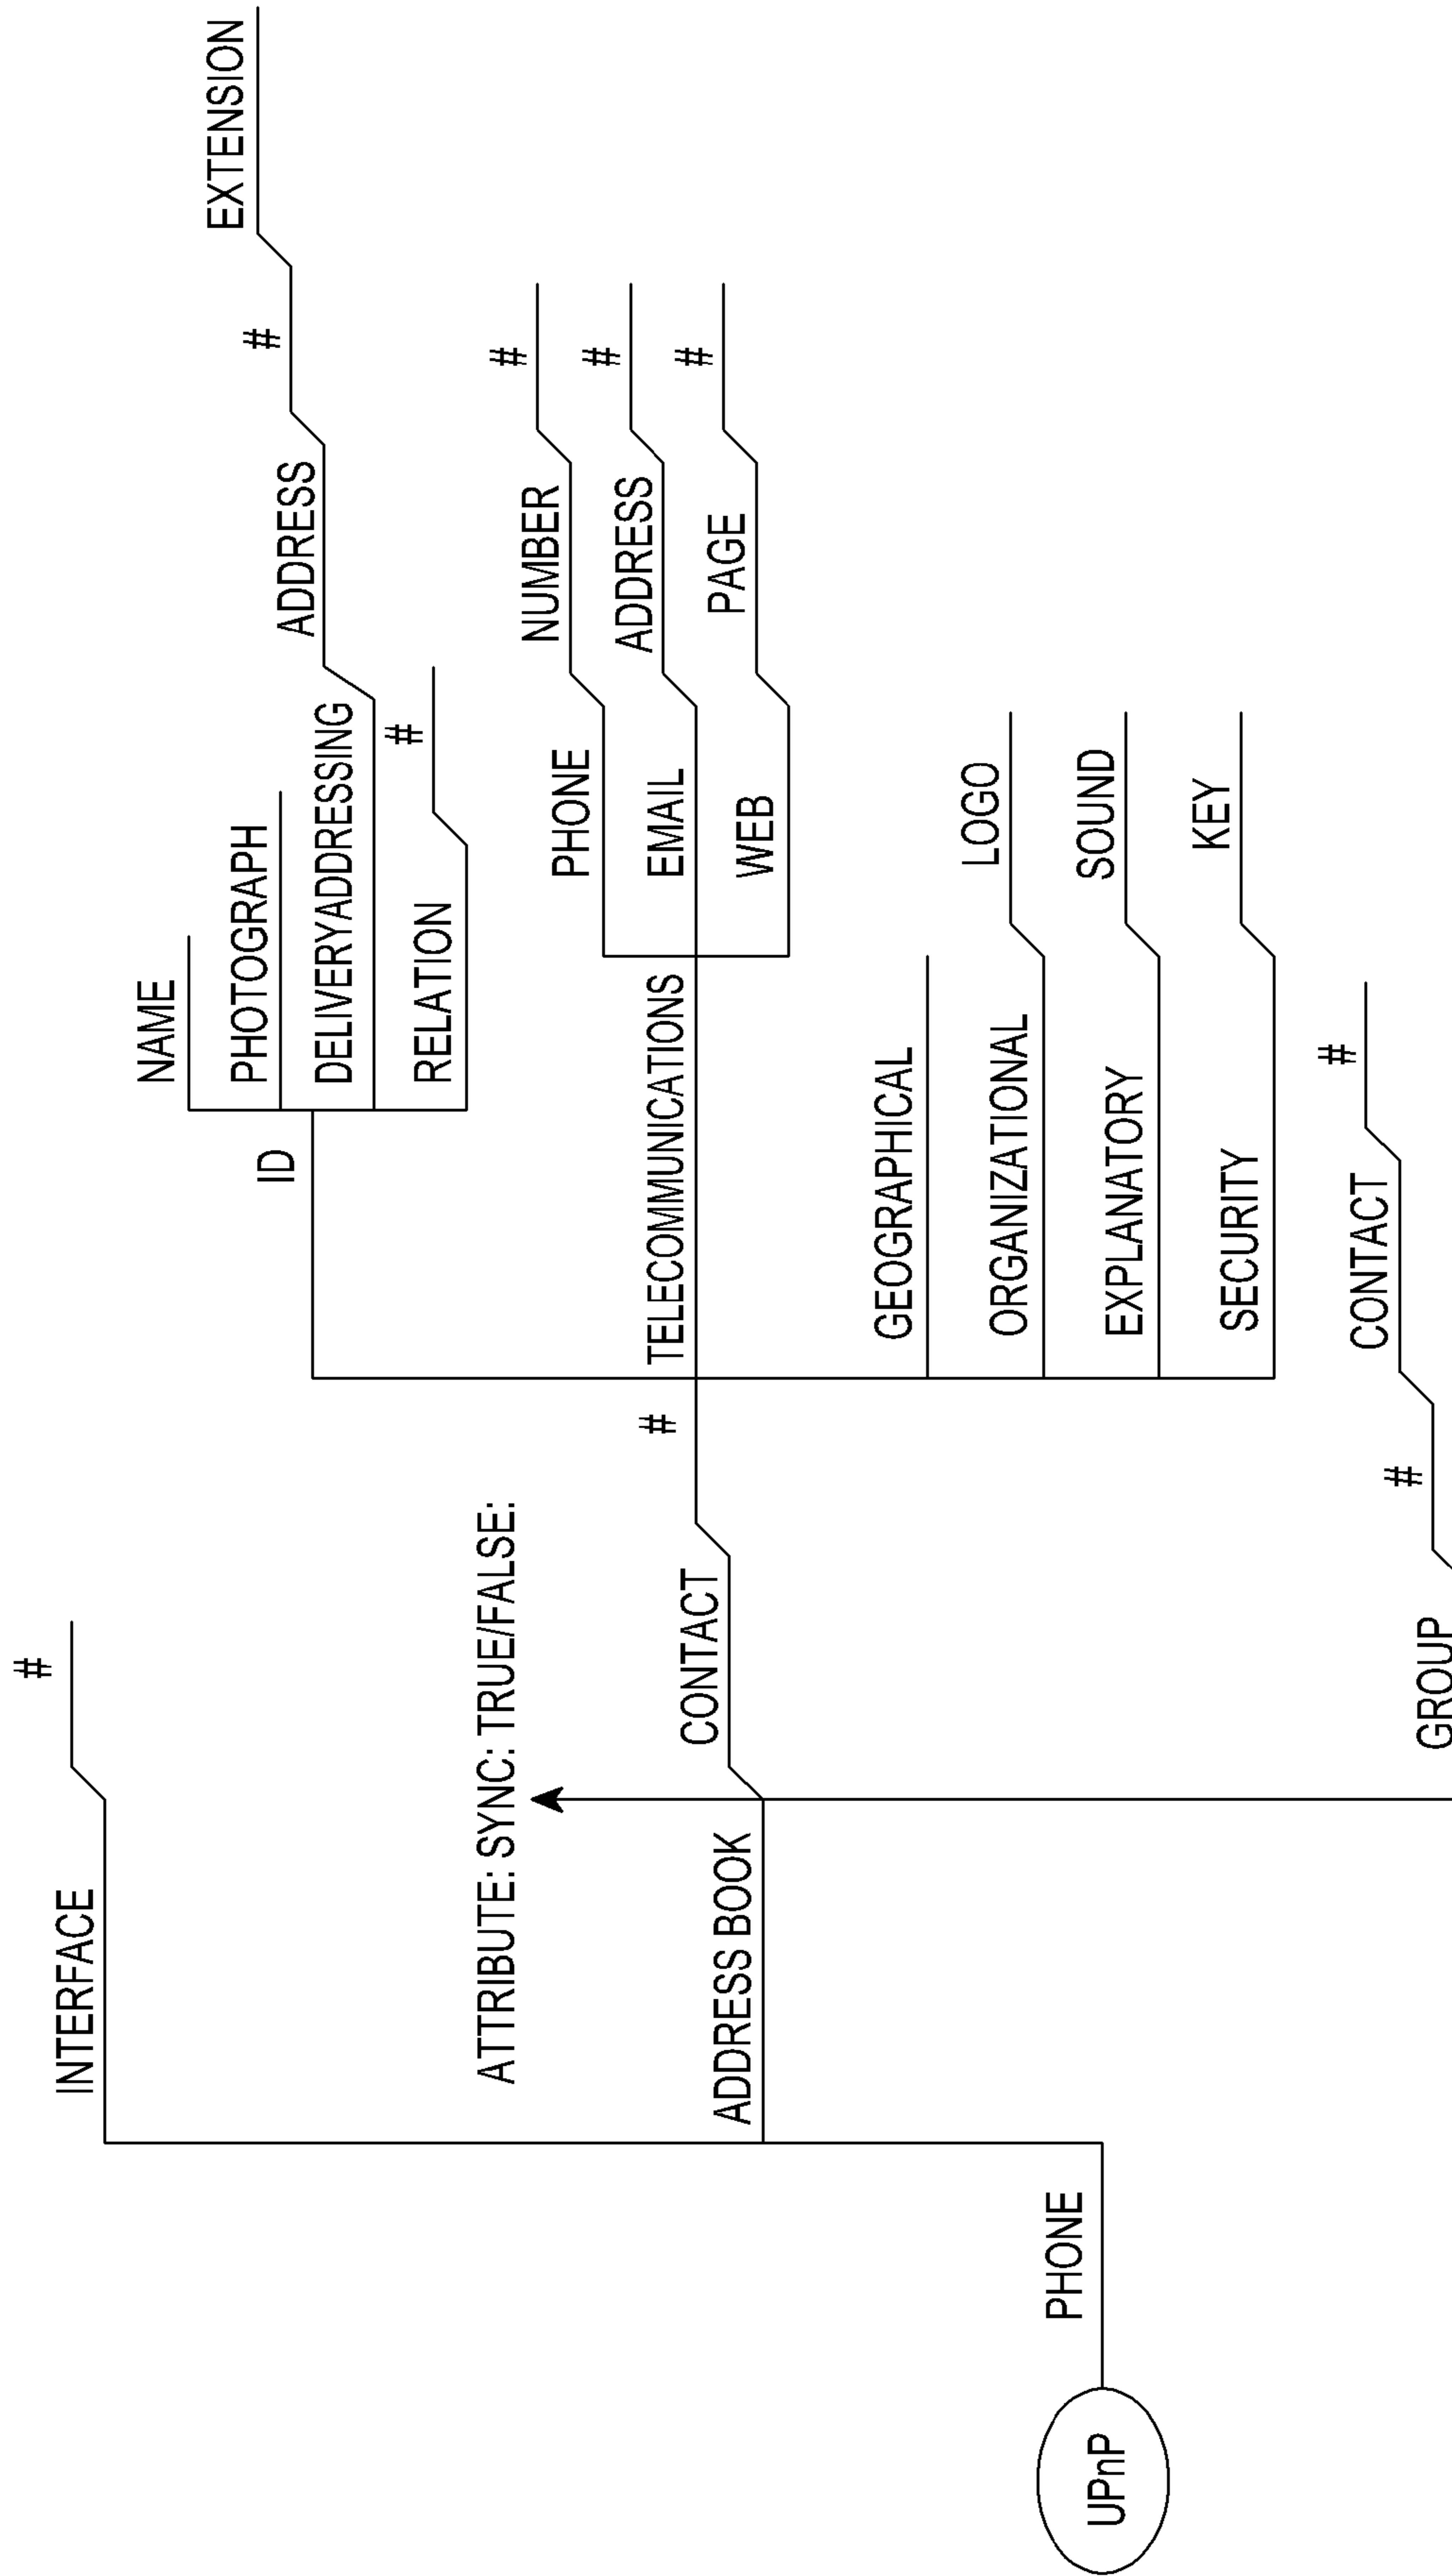 INTERFACE
#
NAME
PHOTOGRAPH
ID
DELIVERYADDRESSING
ADDRESS
#
EXTENSION
RELATION
#
ATTRIBUTE: SYNC: TRUE/FALSE:
PHONE
NUMBER
#
ADDRESS BOOK
CONTACT
#
TELECOMMUNICATIONS
EMAIL
ADDRESS
#
WEB
PAGE
#
GEOGRAPHICAL
ORGANIZATIONAL
LOGO
UPnP
PHONE
EXPLANATORY
SOUND
SECURITY
KEY
GROUP
#
CONTACT
#